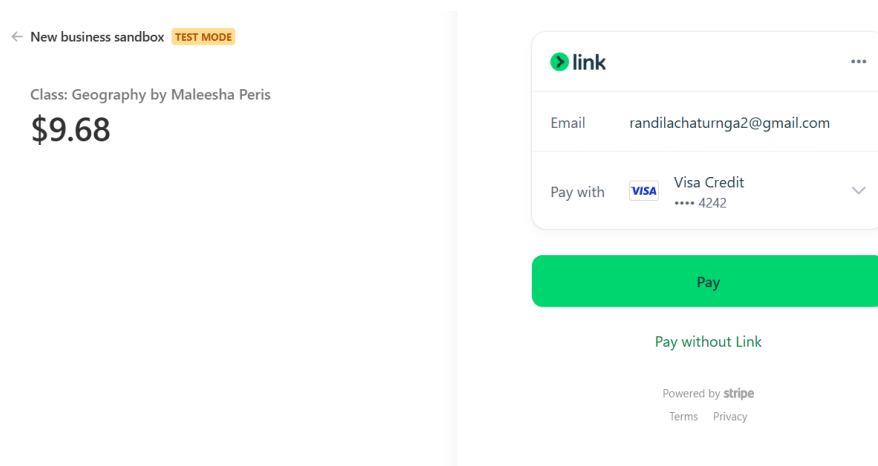 New business sandbox TEST MODE
Class: Geography by Maleesha Peris
$9.68
link
Email randilachaturnga2@gmail.com
Pay with VISA Visa Credit
•••• 4242
Pay
Pay without Link
Powered by stripe
Terms Privacy